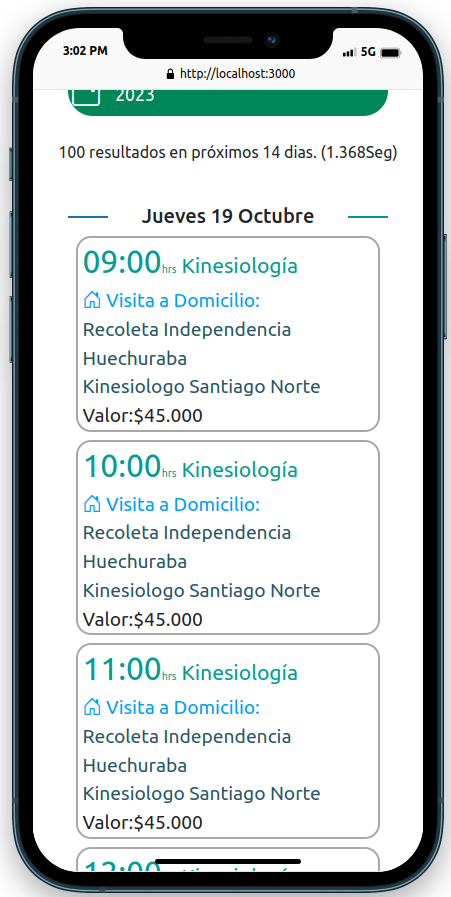 3:02 PM
5G
http://localhost:3000
2023
100 resultados en próximos 14 dias. (1.368Seg)
Jueves 19 Octubre
09:00hrs Kinesiología
Visita a Domicilio:
Recoleta Independencia
Huechuraba
Kinesiologo Santiago Norte
Valor:$45.000
10:00hrs Kinesiología
Visita a Domicilio:
Recoleta Independencia
Huechuraba
Kinesiologo Santiago Norte
Valor:$45.000
11:00hrs Kinesiología
Visita a Domicilio:
Recoleta Independencia
Huechuraba
Kinesiologo Santiago Norte
Valor:$45.000
12:00 Kinesiología